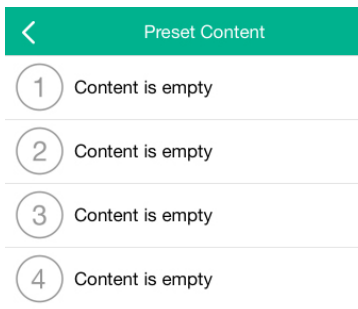 Preset Content
1 Content is empty
2 Content is empty
3 Content is empty
4 Content is empty